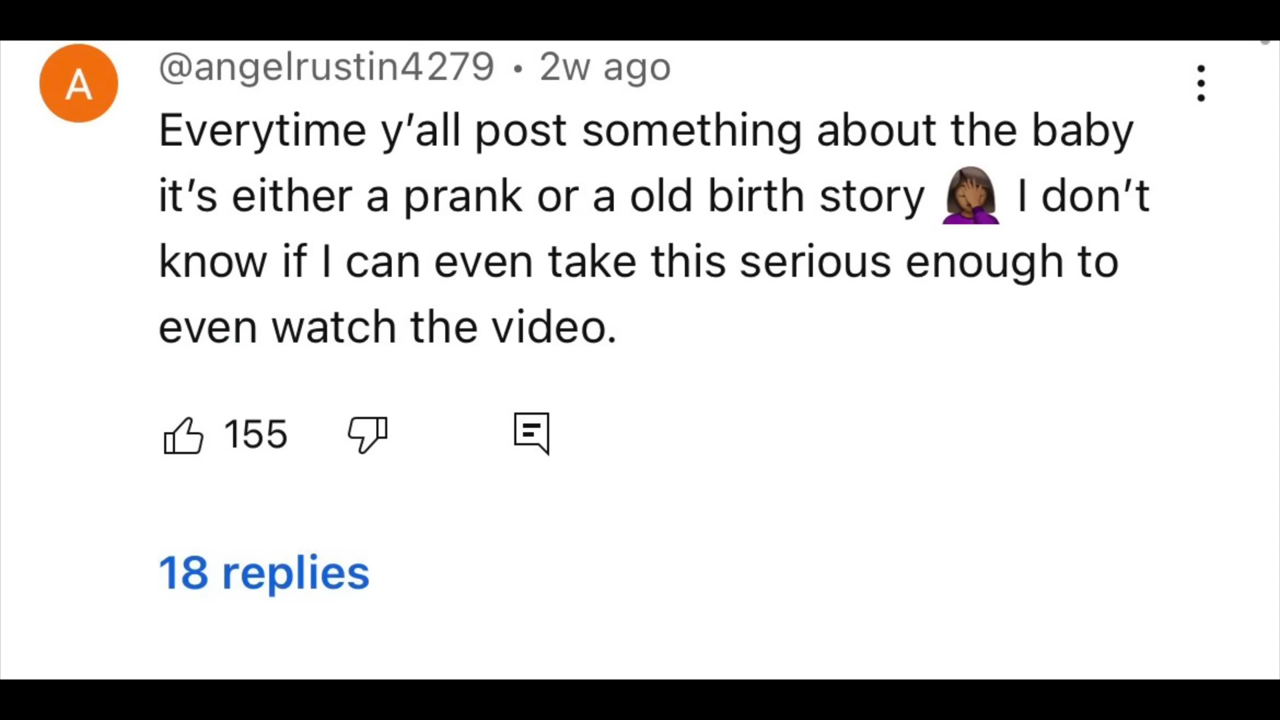 A
@angelrustin4279 • 2w ago
Everytime y’all post something about the baby
it’s either a prank or a old birth story 🤦🏾‍♀️ I don’t
know if I can even take this serious enough to
even watch the video.
155
18 replies